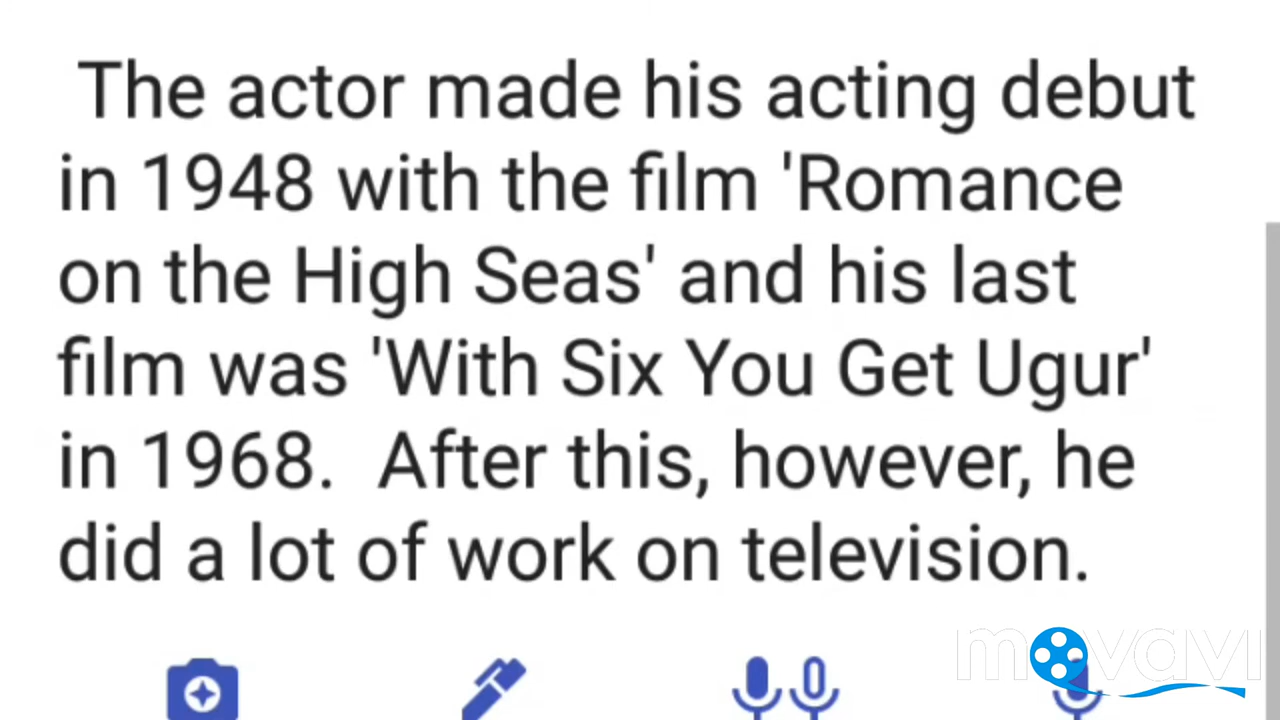 The actor made his acting debut
in 1948 with the film 'Romance
on the High Seas' and his last
film was 'With Six You Get Ugur'
in 1968.  After this, however, he
did a lot of work on television.
movavi